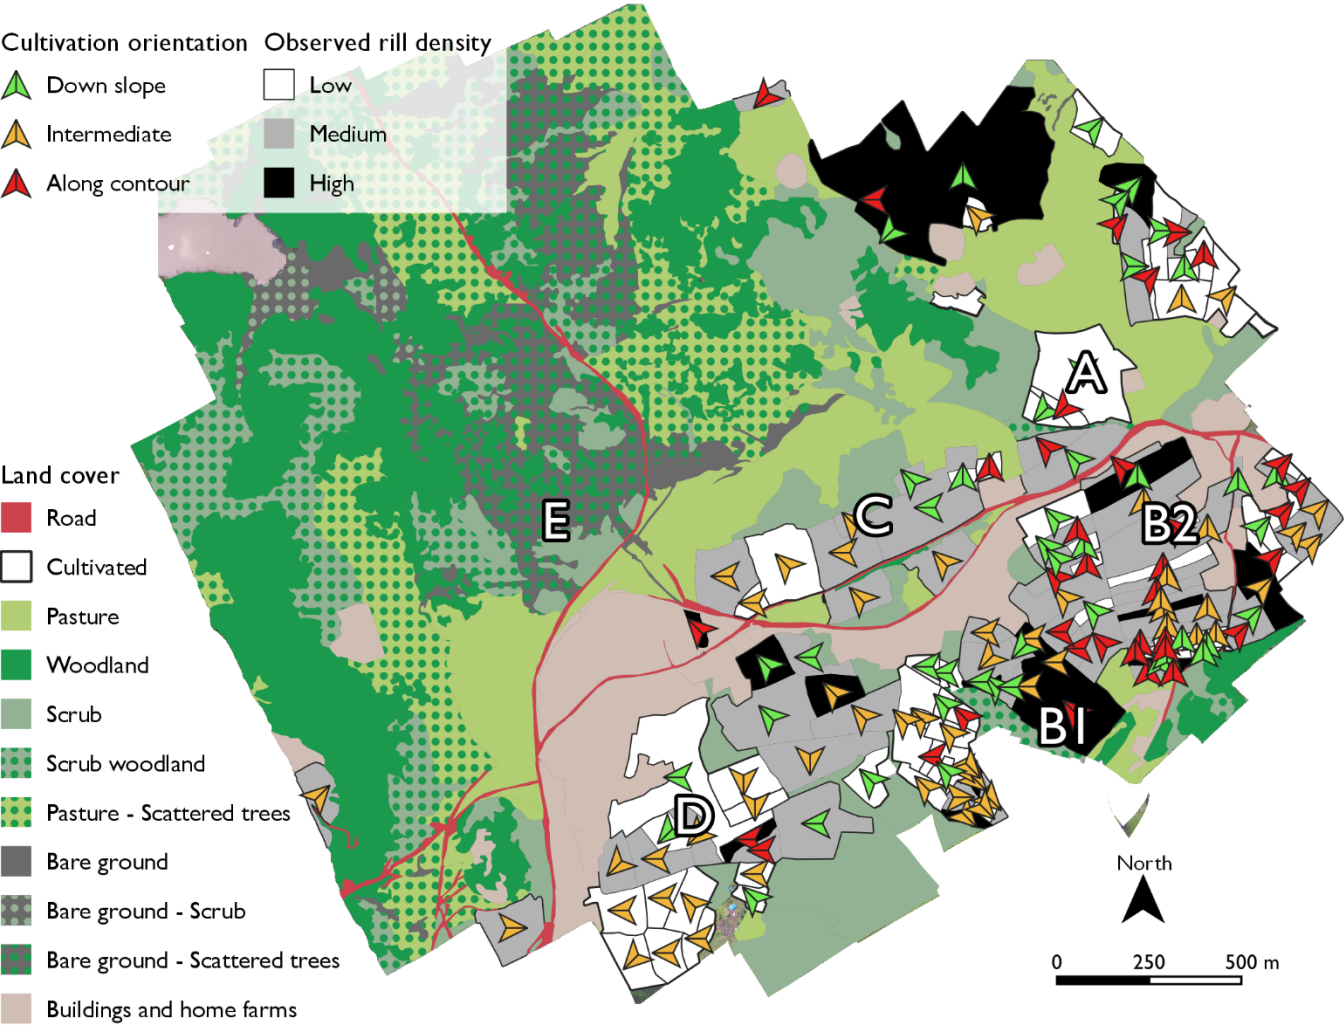 Cultivation orientation
Down slope
Intermediate
Along contour
Observed rill density
Low
Medium
High
A
C
B2
E
B1
D
Land cover
Road
Cultivated
Pasture
Woodland
Scrub
Scrub woodland
Pasture - Scattered trees
Bare ground
Bare ground - Scrub
Bare ground - Scattered trees
Buildings and home farms
North
0 250 500 m